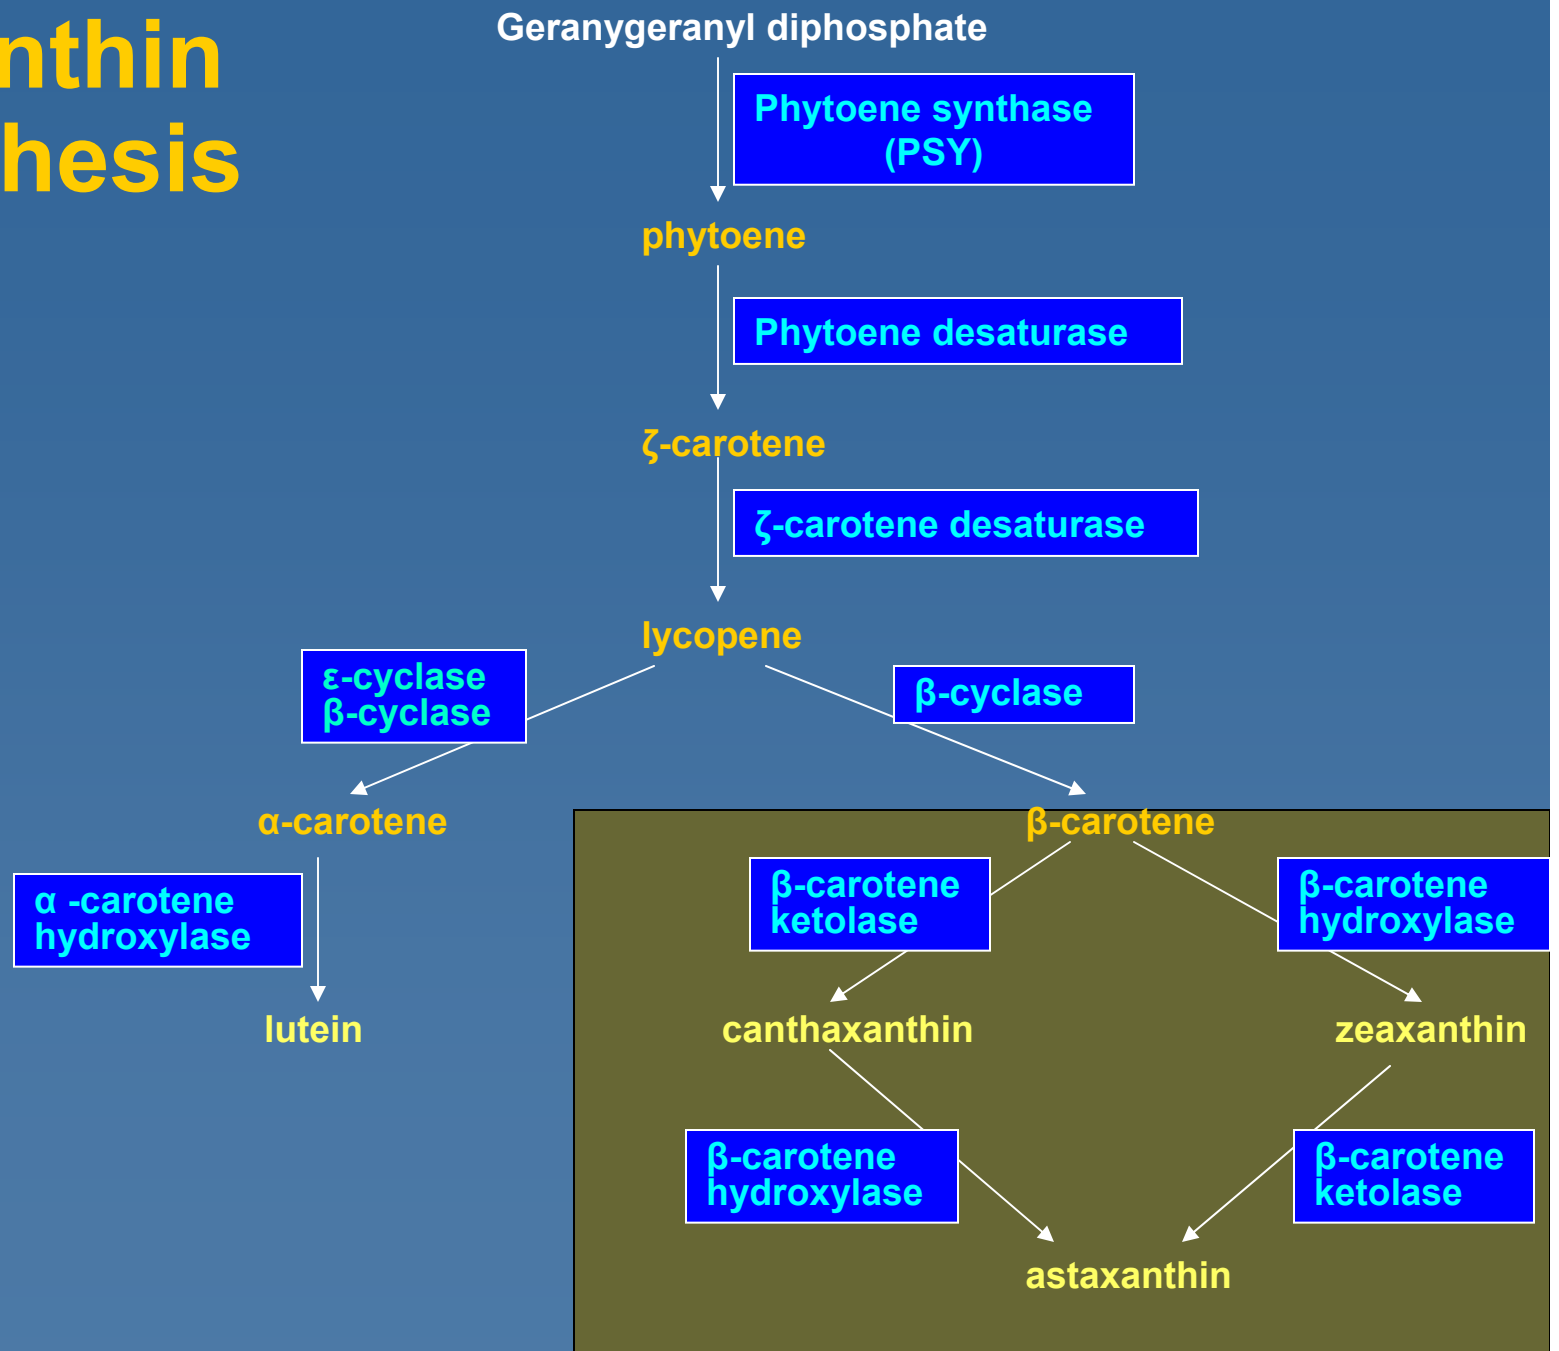 nthin
hesis
Geranygeranyl diphosphate
Phytoene synthase
(PSY)
phytoene
Phytoene desaturase
ζ-carotene
ζ-carotene desaturase
lycopene
ε-cyclase
β-cyclase
β-cyclase
α-carotene
β-carotene
α -carotene
hydroxylase
β-carotene
ketolase
β-carotene
hydroxylase
lutein
canthaxanthin
zeaxanthin
β-carotene
hydroxylase
β-carotene
ketolase
astaxanthin